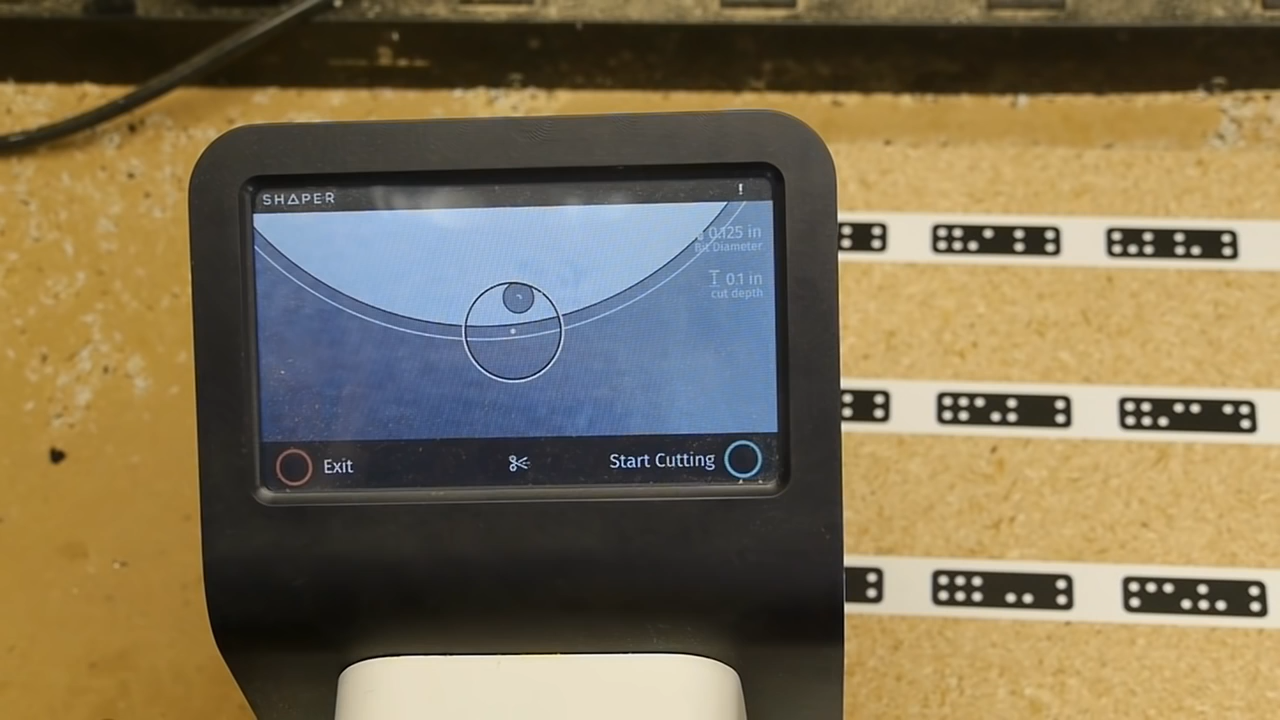 SHAPER
!
0.125 in
Bit Diameter
0.1 in
cut depth
Exit
Start Cutting